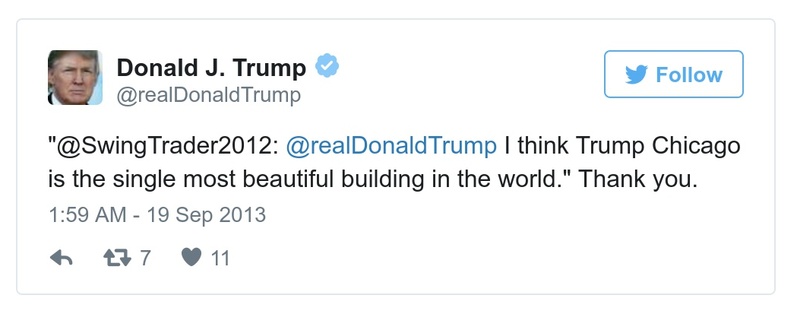 Donald J. Trump
@realDonaldTrump
Follow
"@SwingTrader2012: @realDonaldTrump I think Trump Chicago
is the single most beautiful building in the world." Thank you.
1:59 AM - 19 Sep 2013
7 11